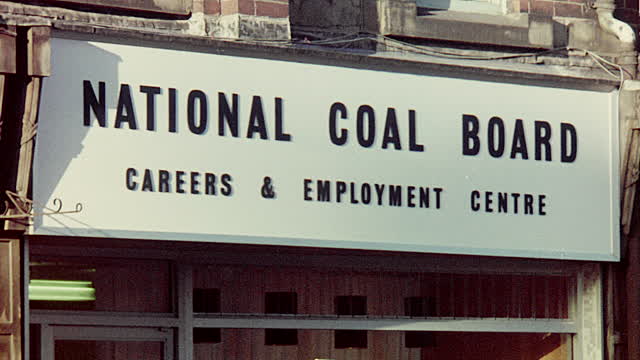 NATIONAL COAL BOARD
CAREERS & EMPLOYMENT CENTRE